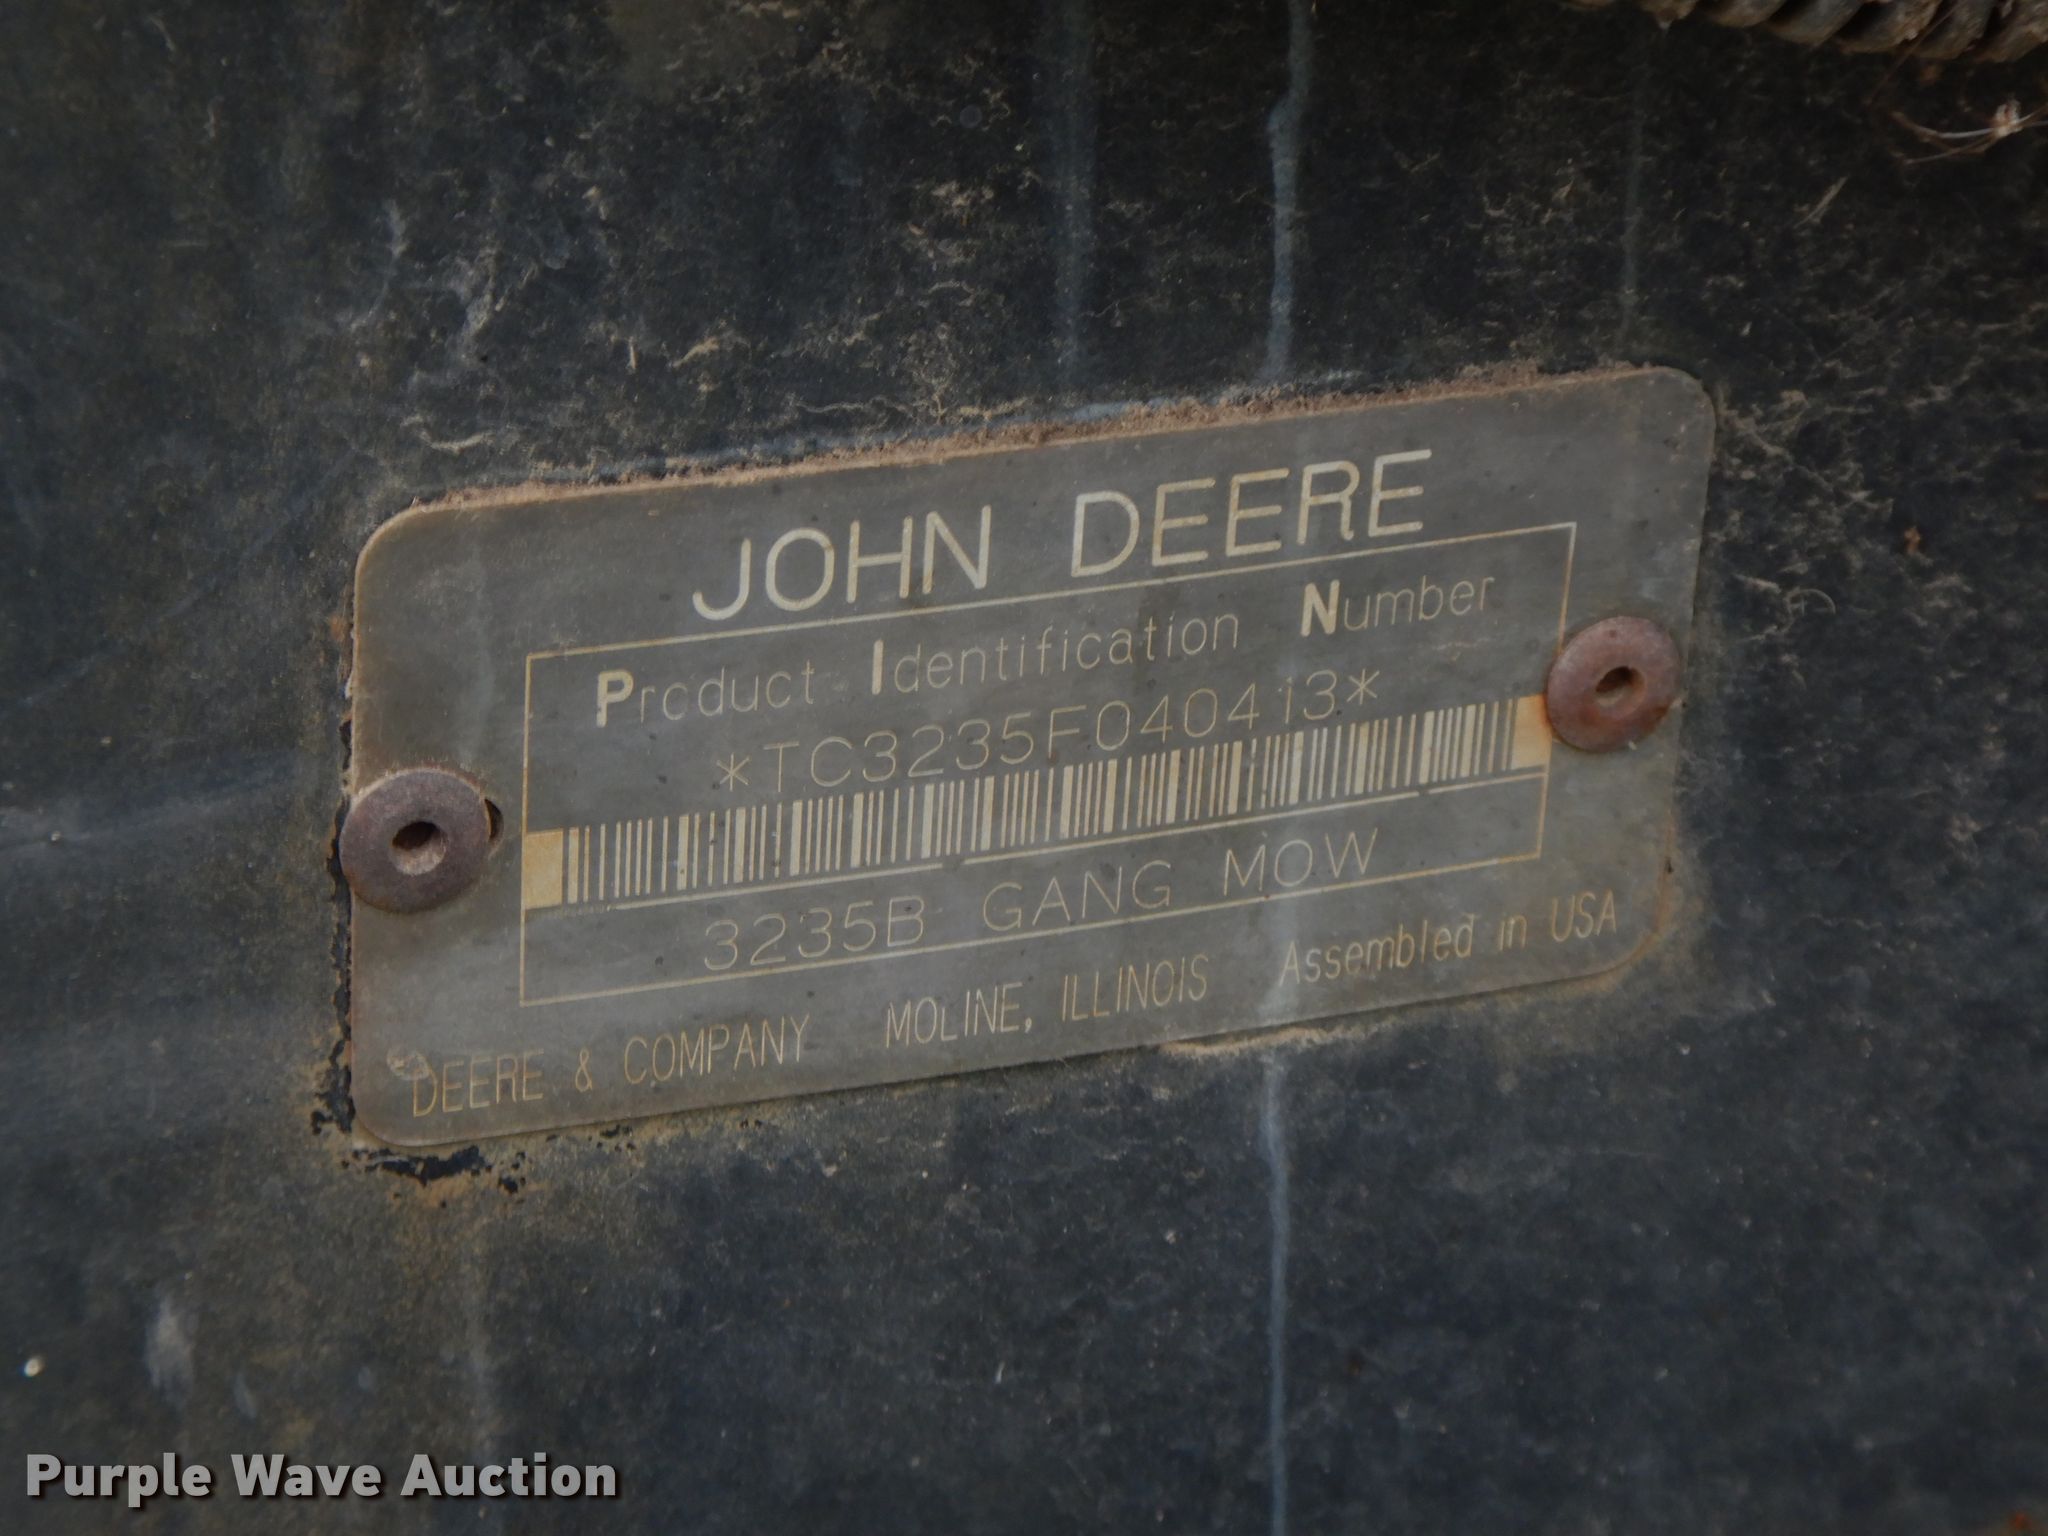 JOHN DEERE
Product Identification Number
*TC3235F040413*
3235B GANG MOW
DEERE & COMPANY MOLINE, ILLINOIS Assembled in USA
Purple Wave Auction